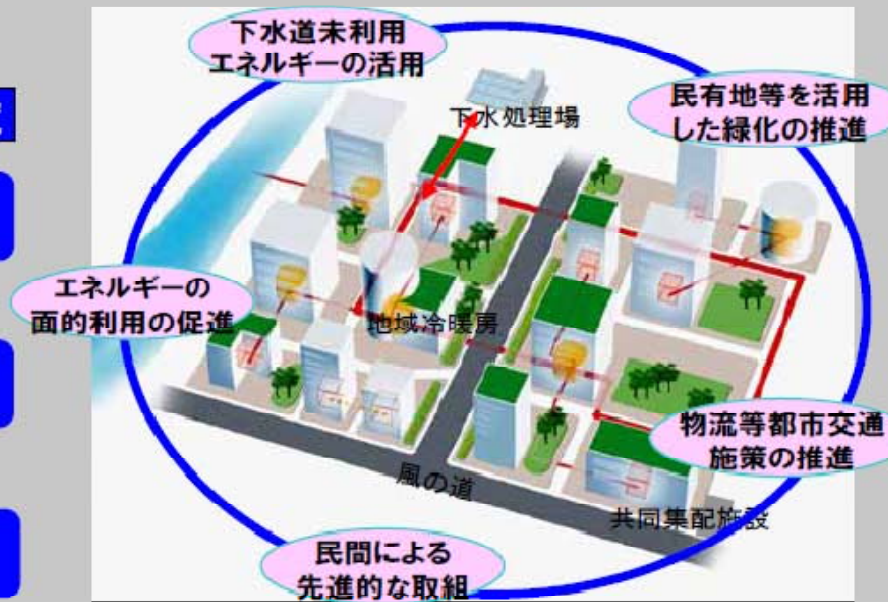 下水道未利用
エネルギーの活用
民有地等を活用
した緑化の推進
下水処理場
エネルギーの
面的利用の促進
地域冷暖房
物流等都市交通
施策の推進
風の道
共同集配施設
民間による
先進的な取組